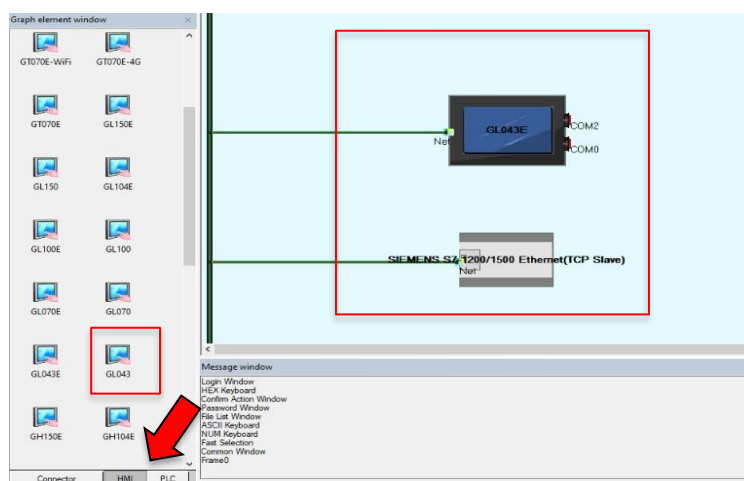 Graph element window
GT070E-WiFi GT070E-4G
GT070E GL150E
GL150 GL104E
GL100E GL100
GL070E GL070
GL043E GL043
GH150E GH104E
Connector HMI PLC
GL043E
COM2
Net
COM0
SIEMENS S7-1200/1500 Ethernet(TCP Slave)
Net
Message window
Login Window
HEX Keyboard
Confirm Action Window
Password Window
File List Window
ASCII Keyboard
NUM Keyboard
Fast Selection
Common Window
Frame0